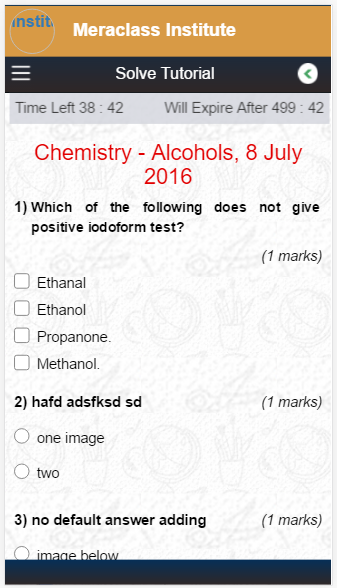 instit
Meraclass Institute
Solve Tutorial
Time Left 38 : 42 Will Expire After 499 : 42
Chemistry - Alcohols, 8 July
2016
1) Which of the following does not give
positive iodoform test?
(1 marks)
Ethanal
Ethanol
Propanone.
Methanol.
2) hafd adsfksd sd (1 marks)
one image
two
3) no default answer adding (1 marks)
image below